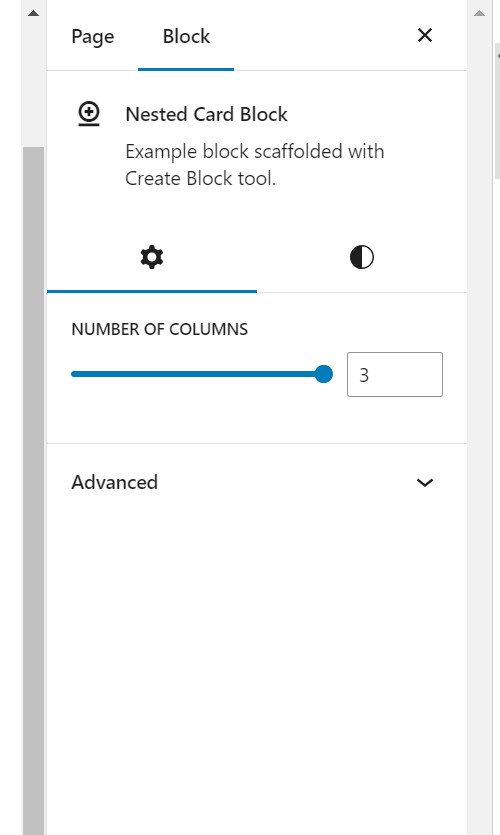 Page Block
Nested Card Block
Example block scaffolded with
Create Block tool.
NUMBER OF COLUMNS
3
Advanced